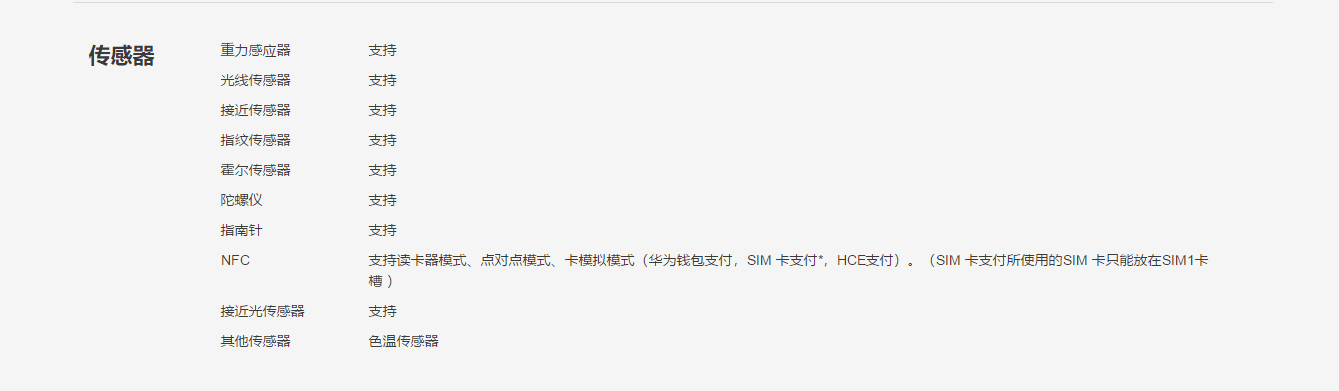 传感器
重力感应器 支持
光线传感器 支持
接近传感器 支持
指纹传感器 支持
霍尔传感器 支持
陀螺仪 支持
指南针 支持
NFC 支持读卡器模式、点对点模式、卡模拟模式（华为钱包支付，SIM 卡支付*，HCE支付）。（SIM 卡支付所使用的SIM 卡只能放在SIM1卡
槽 ）
接近光传感器 支持
其他传感器 色温传感器